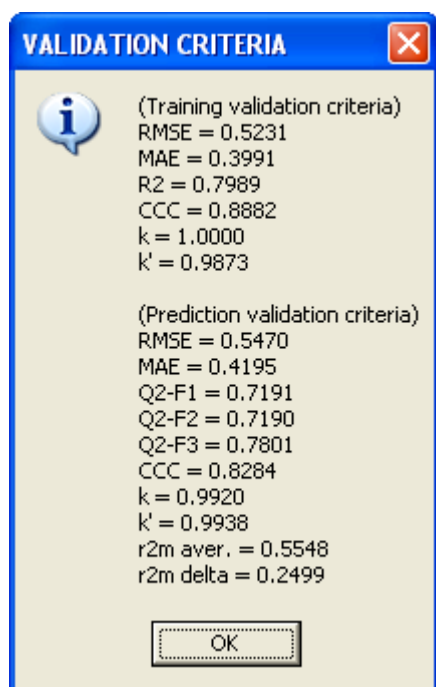 VALIDATION CRITERIA
(Training validation criteria)
RMSE = 0.5231
MAE = 0.3991
R2 = 0.7989
CCC = 0.8882
k = 1.0000
k' = 0.9873
(Prediction validation criteria)
RMSE = 0.5470
MAE = 0.4195
Q2-F1 = 0.7191
Q2-F2 = 0.7190
Q2-F3 = 0.7801
CCC = 0.8284
k = 0.9920
k' = 0.9938
r2m aver. = 0.5548
r2m delta = 0.2499
OK